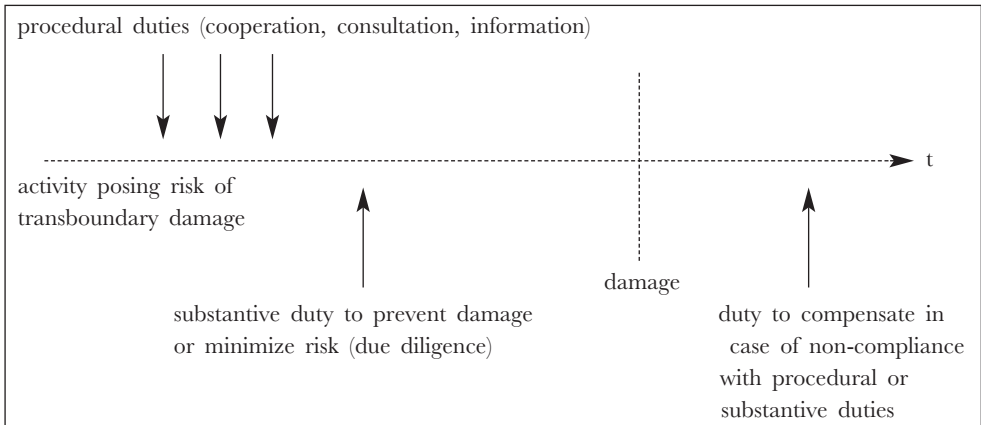 procedural duties (cooperation, consultation, information)
t
activity posing risk of
transboundary damage
damage
substantive duty to prevent damage
or minimize risk (due diligence)
duty to compensate in
case of non-compliance
with procedural or
substantive duties